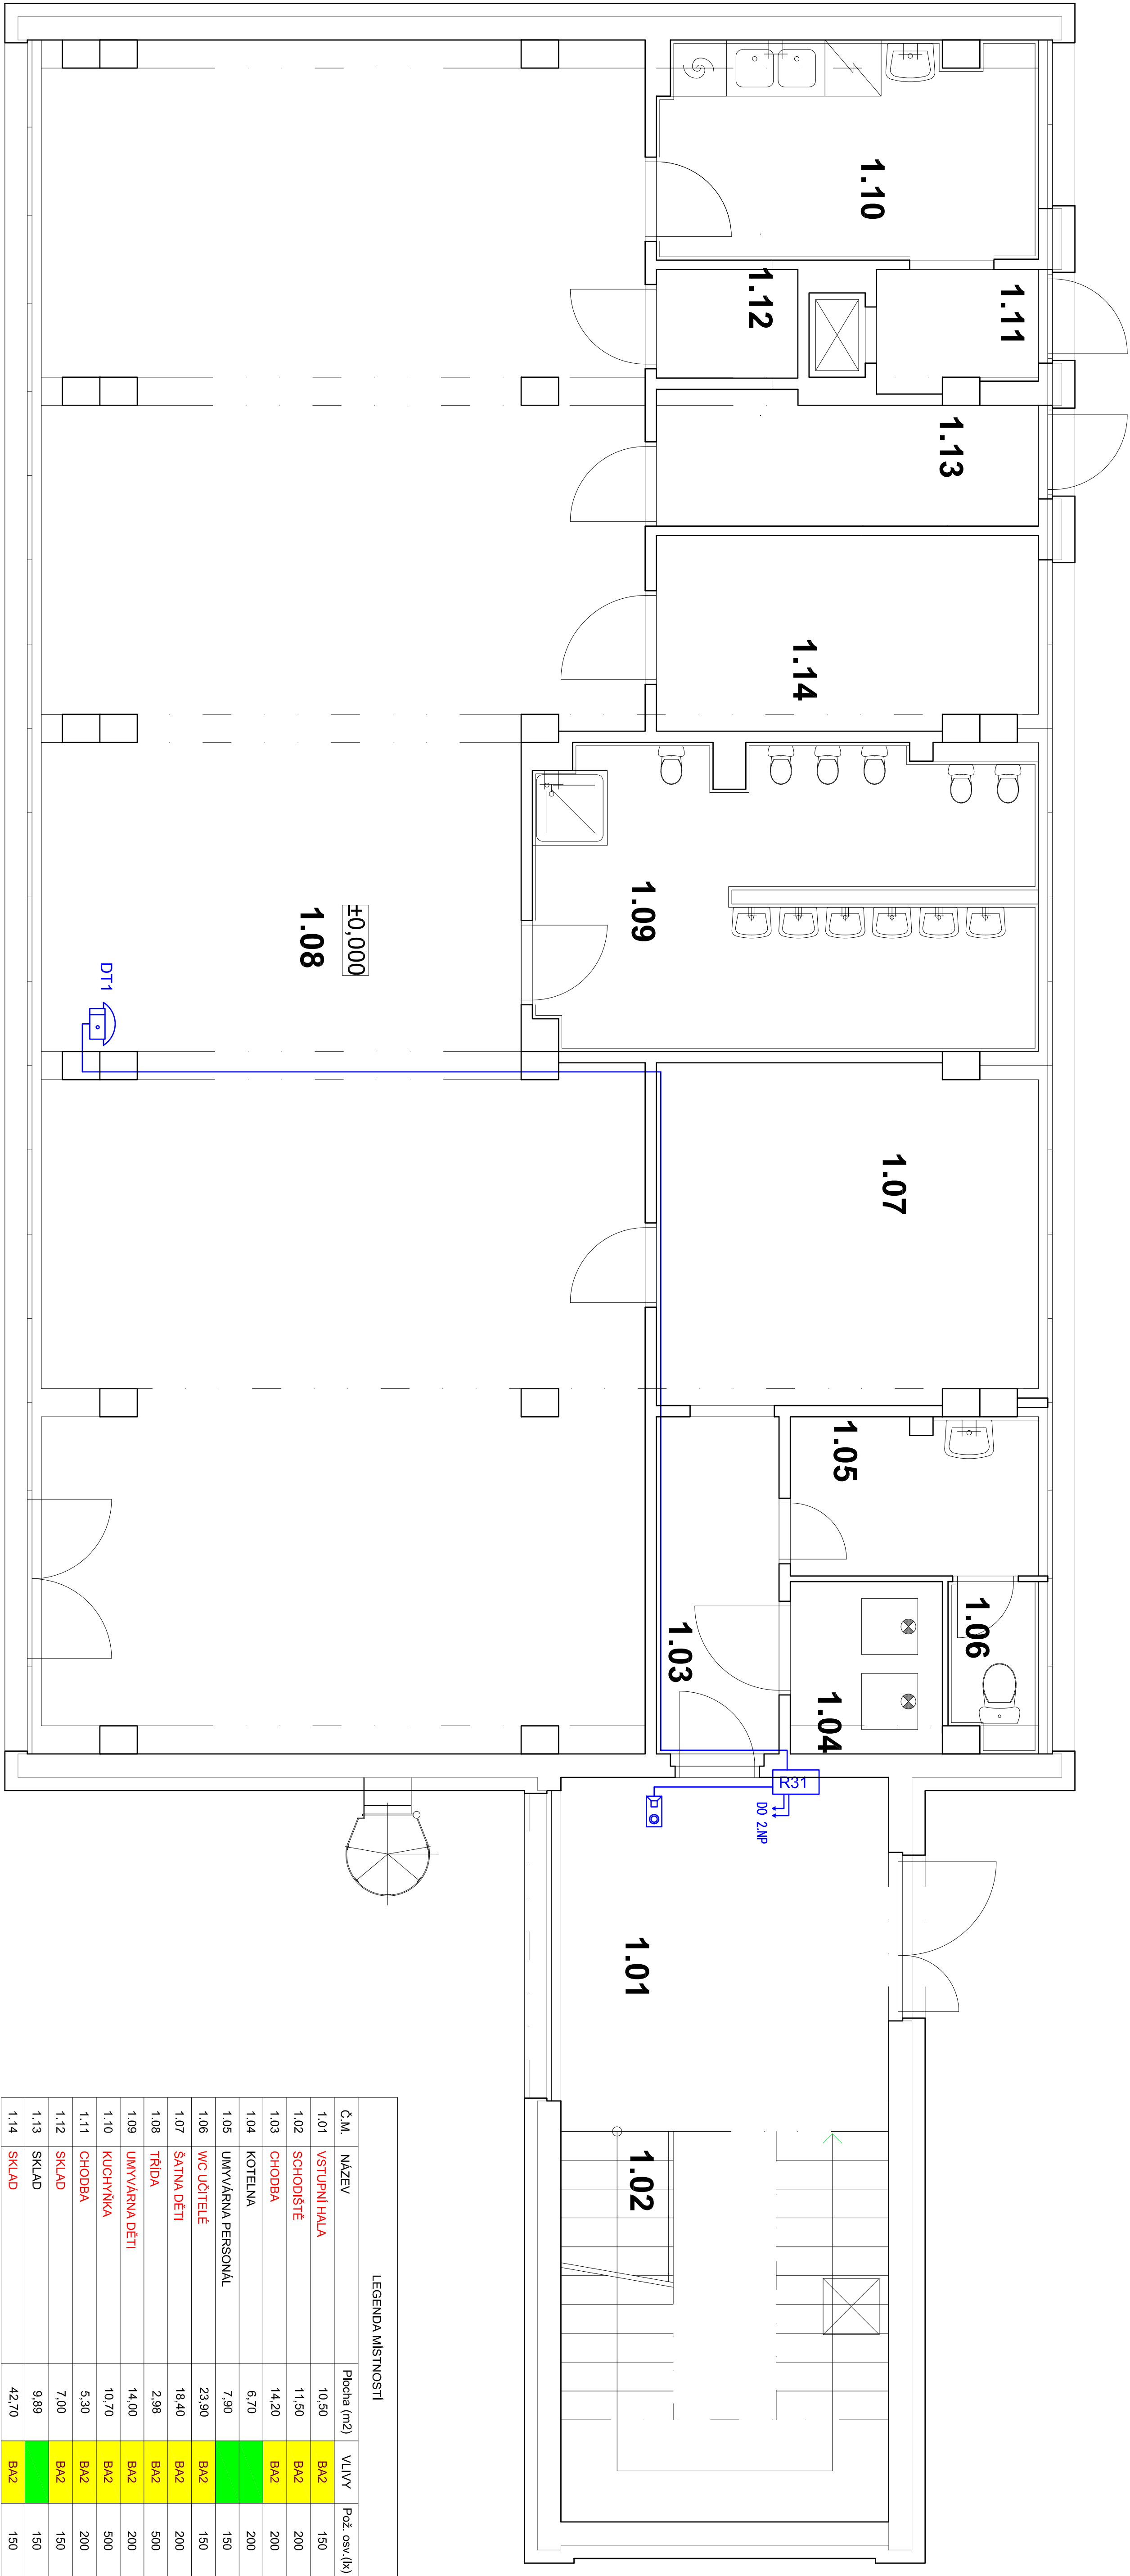 1.10
1.12
1.11
1.13
1.14
1.09
±0,000
1.08
DT1
1.07
1.05
1.06
1.03
1.04
R31
DO 2.NP
1.01
1.02
LEGENDA MÍSTNOSTÍ
Č.M. NÁZEV Plocha (m2) VLIVY Pož. osv.(lx)
1.01 VSTUPNÍ HALA 10,50 BA2 150
1.02 SCHODIŠTĚ 11,50 BA2 200
1.03 CHODBA 14,20 BA2 200
1.04 KOTELNA 6,70 200
1.05 UMYVÁRNA PERSONÁL 7,90 150
1.06 WC UČITELÉ 23,90 BA2 150
1.07 ŠATNA DĚTI 18,40 BA2 200
1.08 TŘÍDA 2,98 BA2 500
1.09 UMYVÁRNA DĚTI 14,00 BA2 200
1.10 KUCHYŇKA 10,70 BA2 500
1.11 CHODBA 5,30 BA2 200
1.12 SKLAD 7,00 BA2 150
1.13 SKLAD 9,89 150
1.14 SKLAD 42,70 BA2 150